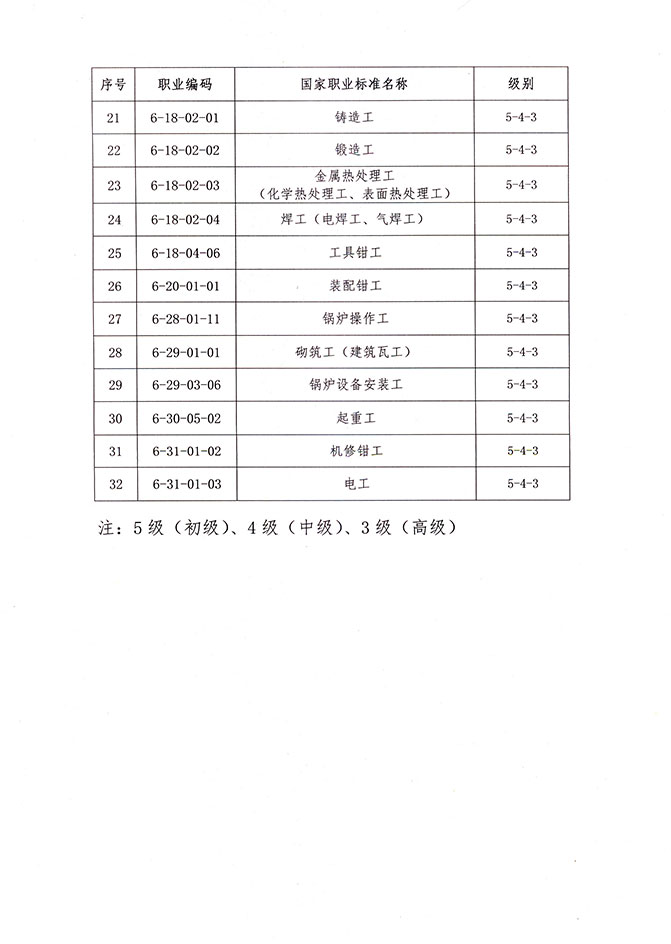 序号 职业编码 国家职业标准名称 级别
21 6-18-02-01 铸造工 5-4-3
22 6-18-02-02 锻造工 5-4-3
金属热处理工
23 6-18-02-03 （化学热处理工、表面热处理工） 5-4-3
24 6-18-02-04 焊工（电焊工、气焊工） 5-4-3
25 6-18-04-06 工具钳工 5-4-3
26 6-20-01-01 装配钳工 5-4-3
27 6-28-01-11 锅炉操作工 5-4-3
28 6-29-01-01 砌筑工（建筑瓦工） 5-4-3
29 6-29-03-06 锅炉设备安装工 5-4-3
30 6-30-05-02 起重工 5-4-3
31 6-31-01-02 机修钳工 5-4-3
32 6-31-01-03 电工 5-4-3
注：5级（初级）、4级（中级）、3级（高级）